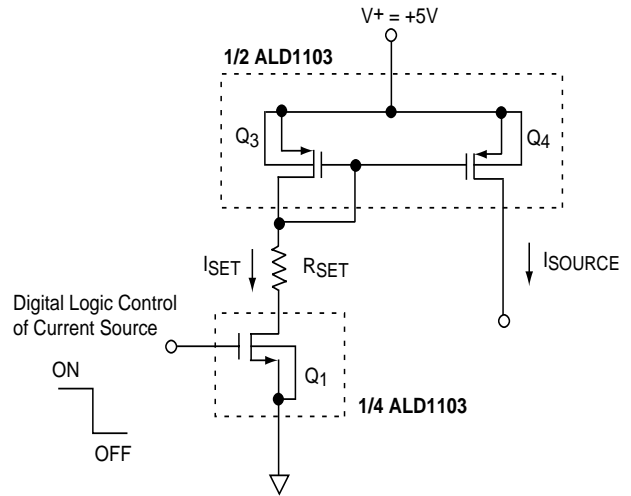 V+ = +5V
1/2 ALD1103
Q3
Q4
ISET
RSET
ISOURCE
Digital Logic Control
of Current Source
ON
OFF
Q1
1/4 ALD1103